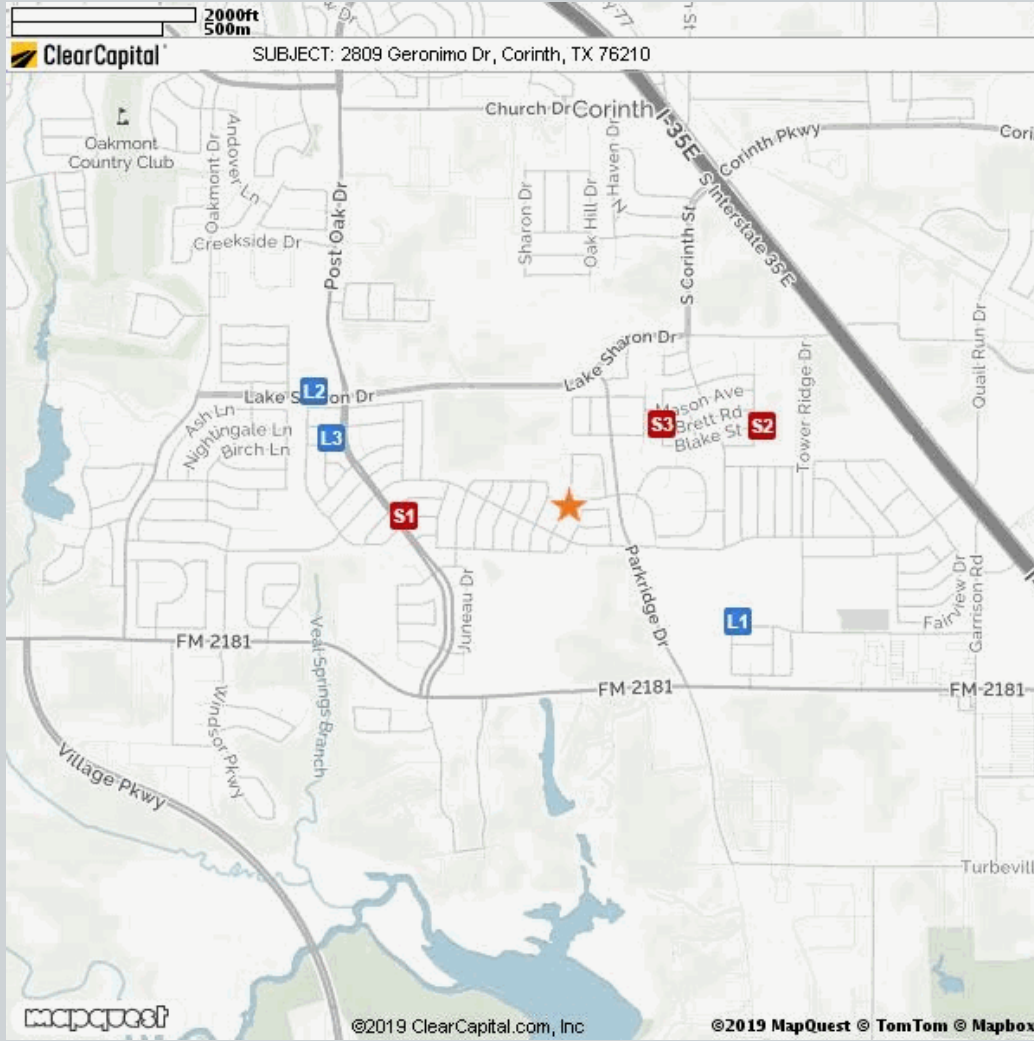 2000ft
500m
ClearCapital
SUBJECT: 2809 Geronimo Dr, Corinth, TX 76210
Church Dr
Corinth
I-35E
Corinth Pkwy
Oakmont
Country Club
Oakmont Dr
Andover Ln
Post Oak Dr
Sharon Dr
Oak Hill Dr
N Haven Dr
S Interstate 35 E
Creekside Dr
S Corinth St
Quail Run Dr
Lake Sharon Dr
Tower Ridge Dr
L2
Lake S on Dr
Ash Ln
Nightingale Ln
Birch Ln
L3
Mason Ave
Brett Rd
Blake St
S3
S2
S1
Parkridge Dr
Juneau Dr
L1
Fairview Dr
Garrison Rd
FM 2181
Veal Springs Branch
FM 2181
FM 2181
Windsor Pkwy
Village Pkwy
Turbevill
mapquest
©2019 ClearCapital.com, Inc
©2019 MapQuest © TomTom © Mapbox